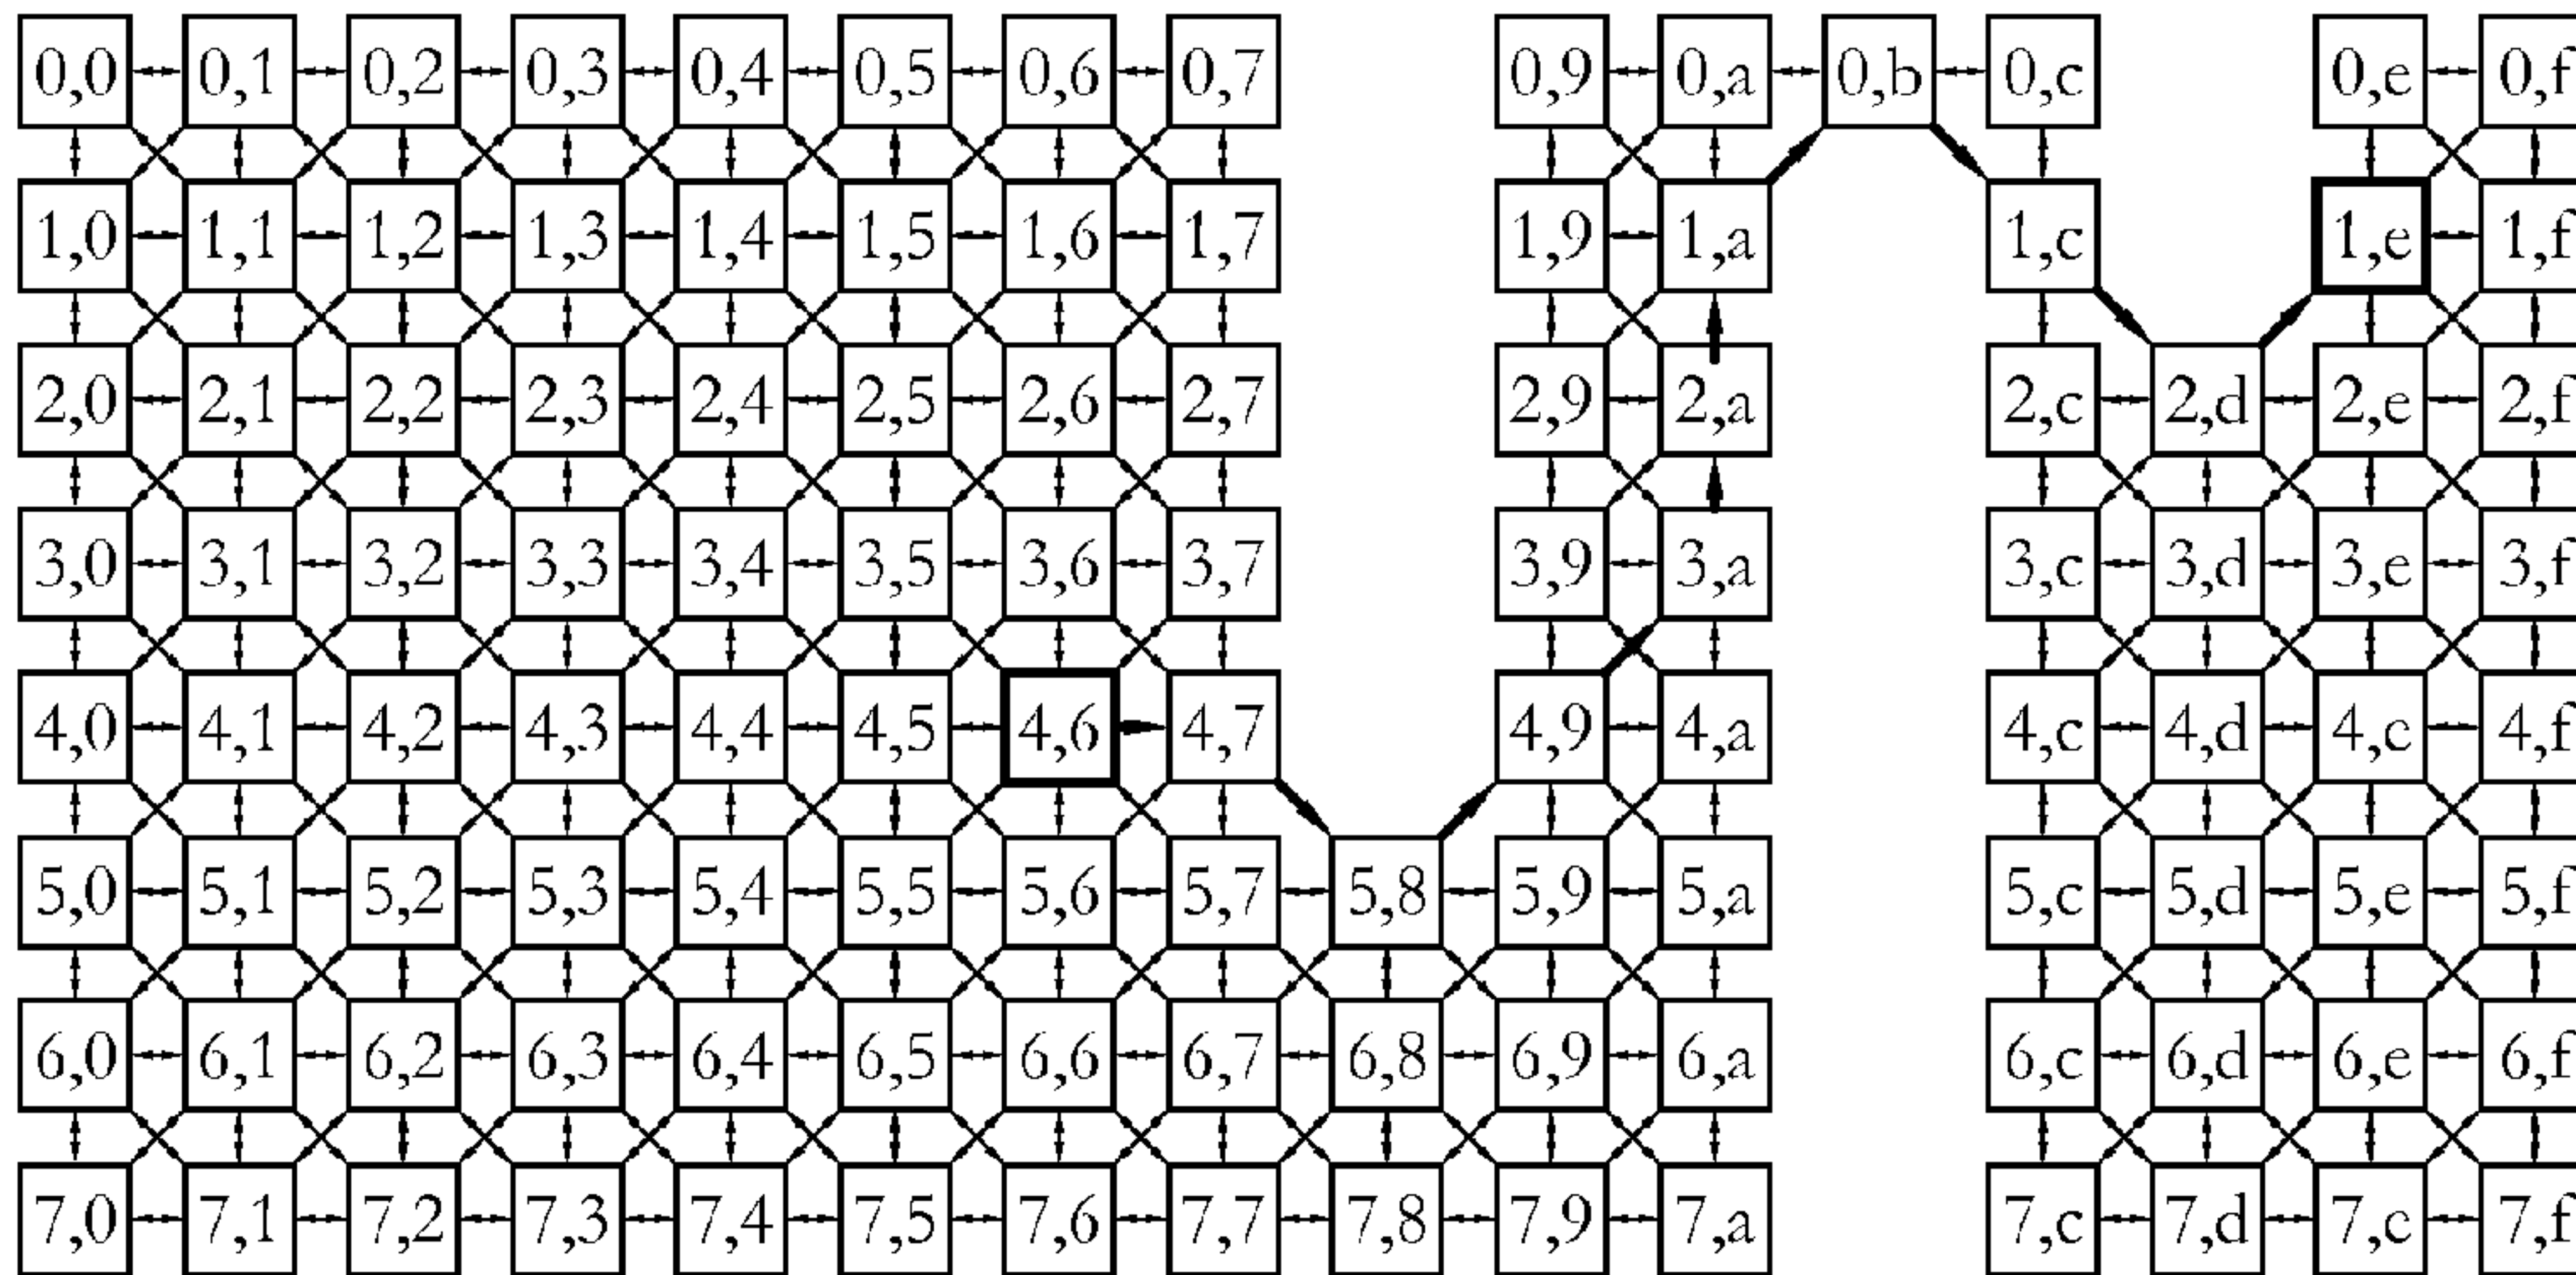 0,0 0,1 0,2 0,3 0,4 0,5 0,6 0,7 0,9 0,a 0,b 0,c 0,e 0,f
1,0 1,1 1,2 1,3 1,4 1,5 1,6 1,7 1,9 1,a 1,c 1,e 1,f
2,0 2,1 2,2 2,3 2,4 2,5 2,6 2,7 2,9 2,a 2,c 2,d 2,e 2,f
3,0 3,1 3,2 3,3 3,4 3,5 3,6 3,7 3,9 3,a 3,c 3,d 3,e 3,f
4,0 4,1 4,2 4,3 4,4 4,5 4,6 4,7 4,9 4,a 4,c 4,d 4,c 4,f
5,0 5,1 5,2 5,3 5,4 5,5 5,6 5,7 5,8 5,9 5,a 5,c 5,d 5,e 5,f
6,0 6,1 6,2 6,3 6,4 6,5 6,6 6,7 6,8 6,9 6,a 6,c 6,d 6,e 6,f
7,0 7,1 7,2 7,3 7,4 7,5 7,6 7,7 7,8 7,9 7,a 7,c 7,d 7,c 7,f